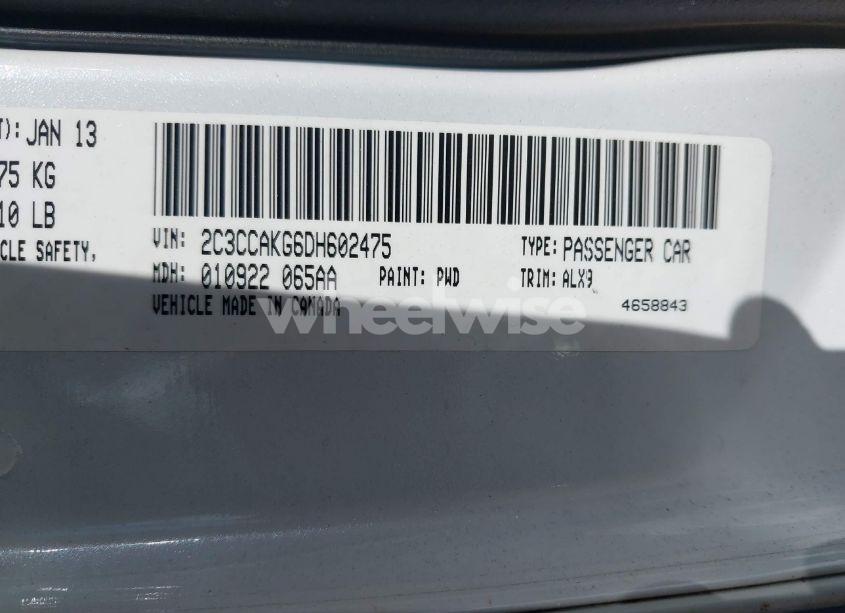 T): JAN 13
75 KG
10 LB
CLE SAFETY,
VIN: 2C3CCAKG6DH602475
TYPE: PASSENGER CAR
MDH: 010922 065AA
PAINT: PWD
TRIM: ALX9
VEHICLE MADE IN CANADA
4658843
wheelwise